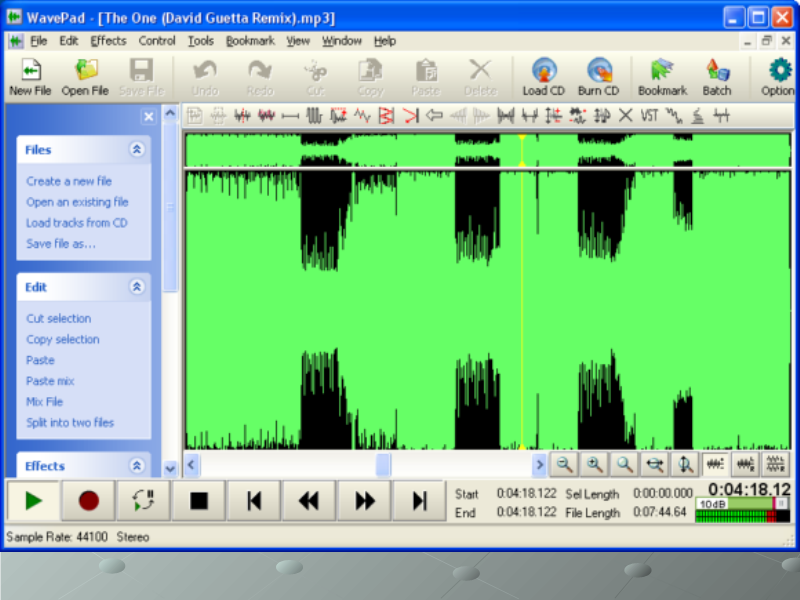 WavePad - [The One (David Guetta Remix).mp3]
File Edit Effects Control Tools Bookmark View Window Help
New File Open File Save File Undo Redo Cut Copy Paste Delete Load CD Burn CD Bookmark Batch Option
VST
Files
Create a new file
Open an existing file
Load tracks from CD
Save file as...
Edit
Cut selection
Copy selection
Paste
Paste mix
Mix File
Split into two files
Effects
Start 0:04:18.122 Sel Length 0:00:00.000 0:04:18.12
End 0:04:18.122 File Length 0:07:44.64
10dB
Sample Rate: 44100 Stereo